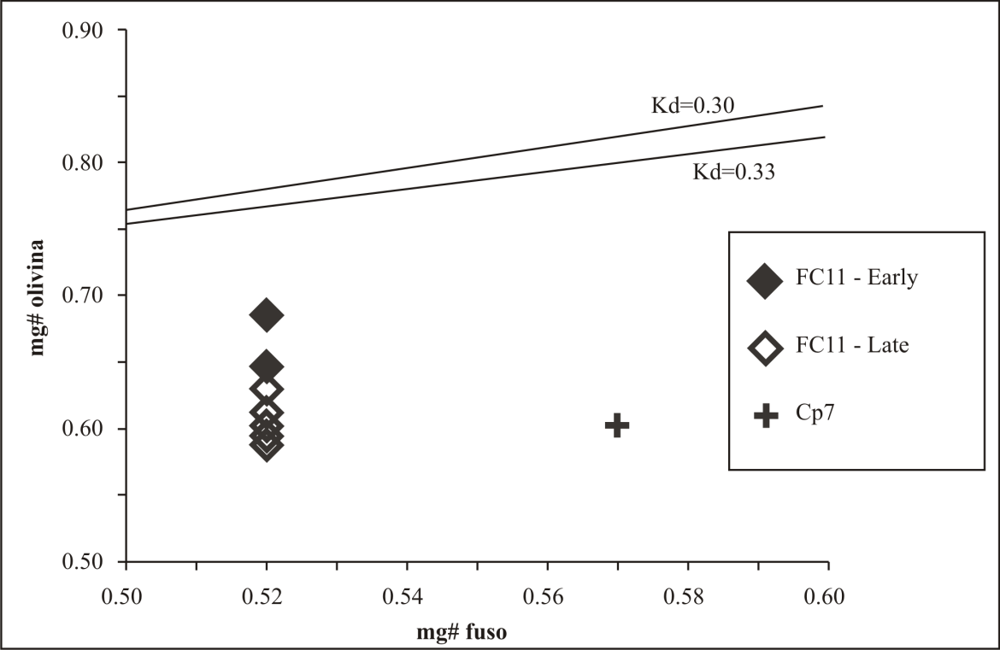 0.90
Kd=0.30
0.80
Kd=0.33
mg# olivina
0.70
FC11 - Early
FC11 - Late
0.60
Cp7
0.50
0.50 0.52 0.54 0.56 0.58 0.60
mg# fuso